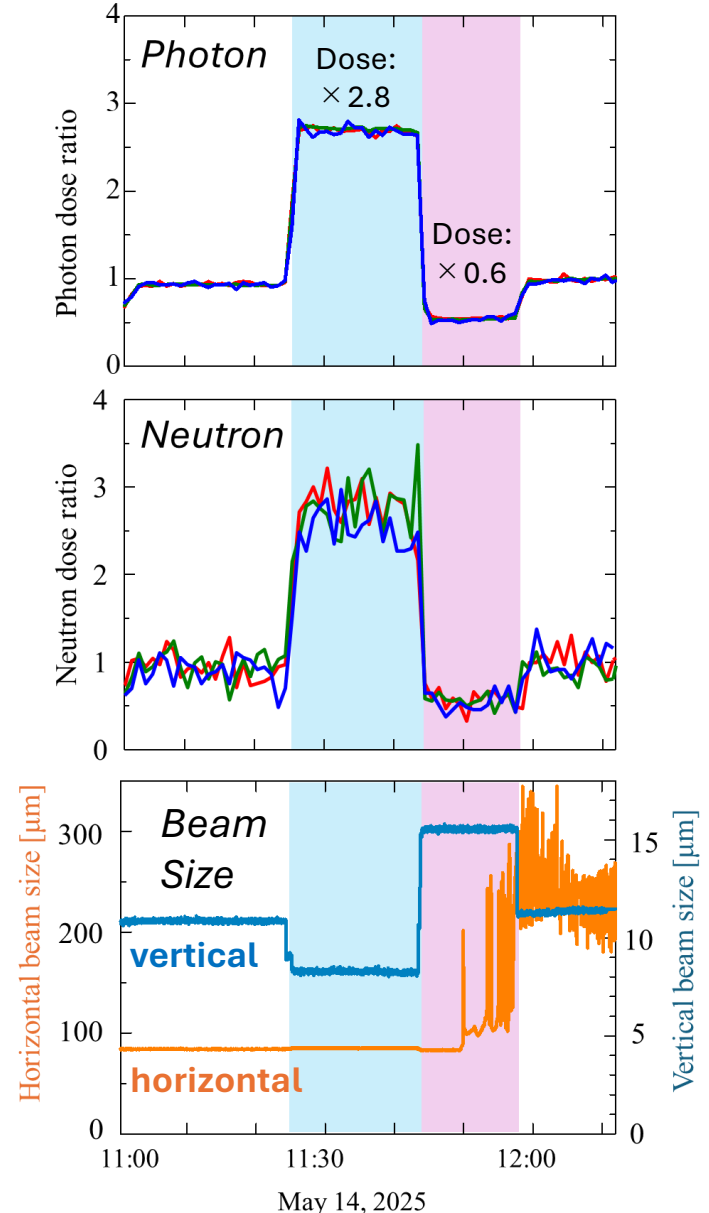 4
Photon
Dose:
×2.8
3
2
Dose:
×0.6
1
0
Photon dose ratio
4
Neutron
3
2
1
0
Neutron dose ratio
Beam
Size
300
200
100
0
Horizontal beam size [μm]
vertical
horizontal
15
10
5
0
Vertical beam size [μm]
11:00
11:30
12:00
May 14, 2025